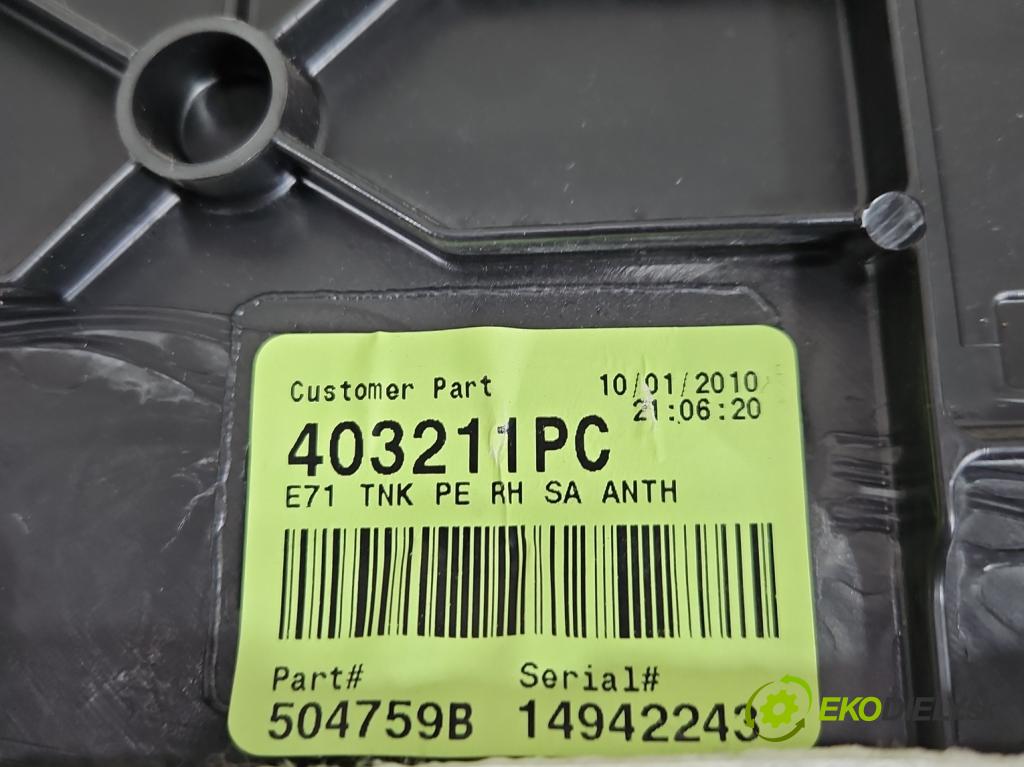 Customer Part 10/01/2010
21:06:20
403211PC
E71 TNK PE RH SA ANTH
Part# Serial#
504759B 14942243
EKODIELY